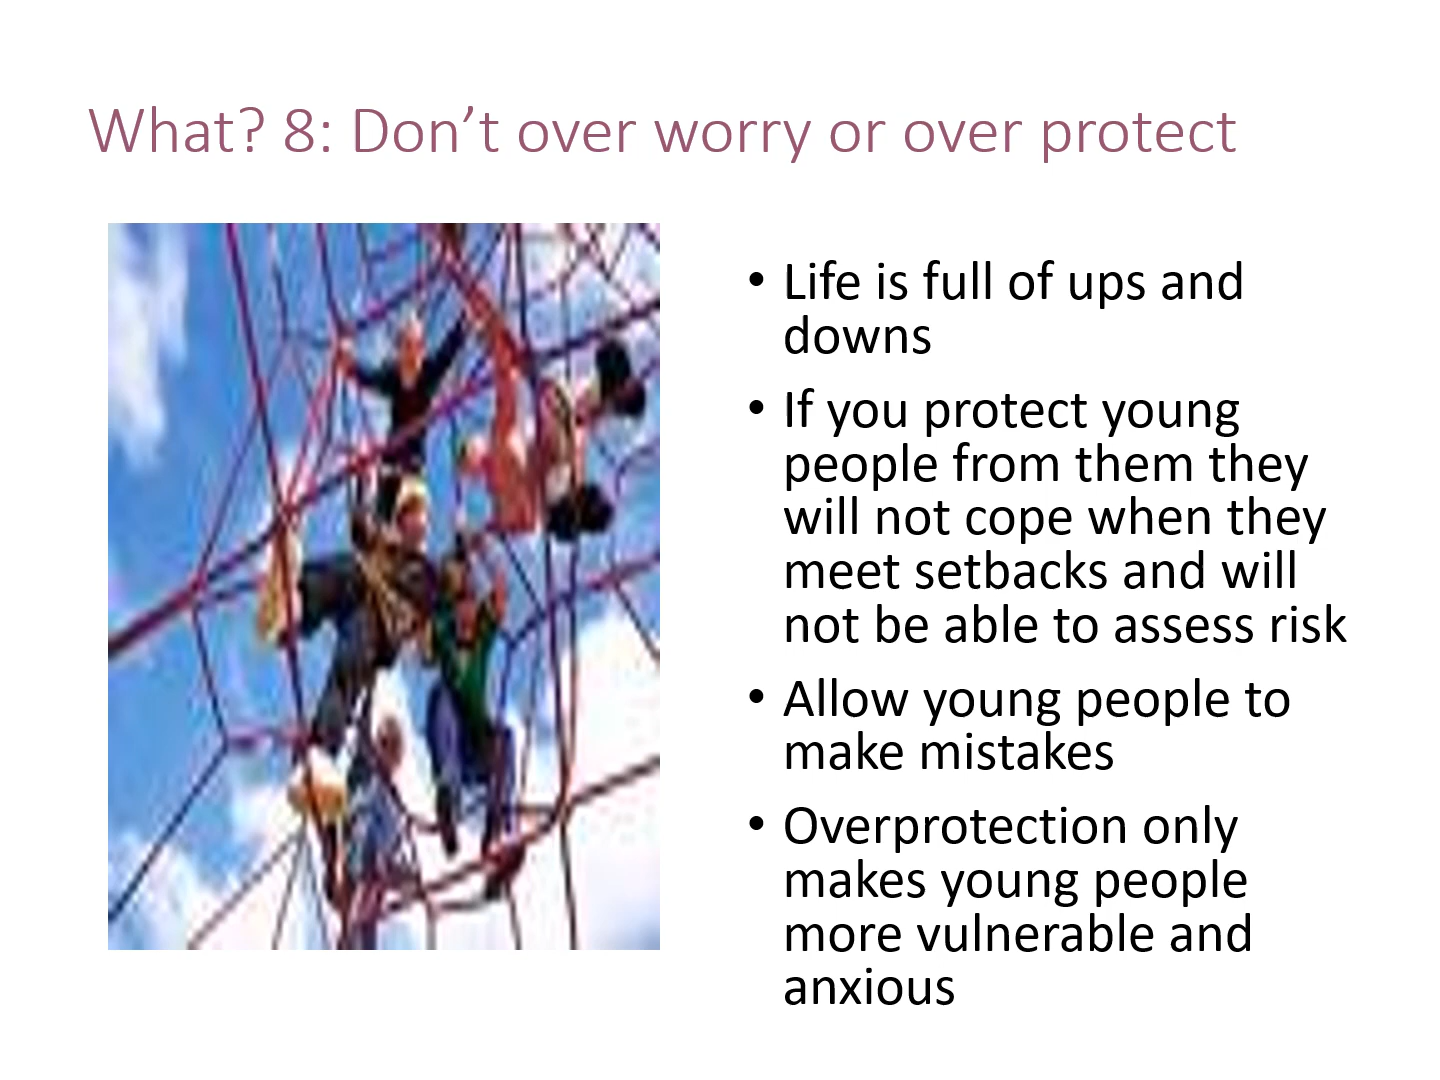 What? 8: Don’t over worry or over protect
• Life is full of ups and
downs
• If you protect young
people from them they
will not cope when they
meet setbacks and will
not be able to assess risk
• Allow young people to
make mistakes
• Overprotection only
makes young people
more vulnerable and
anxious